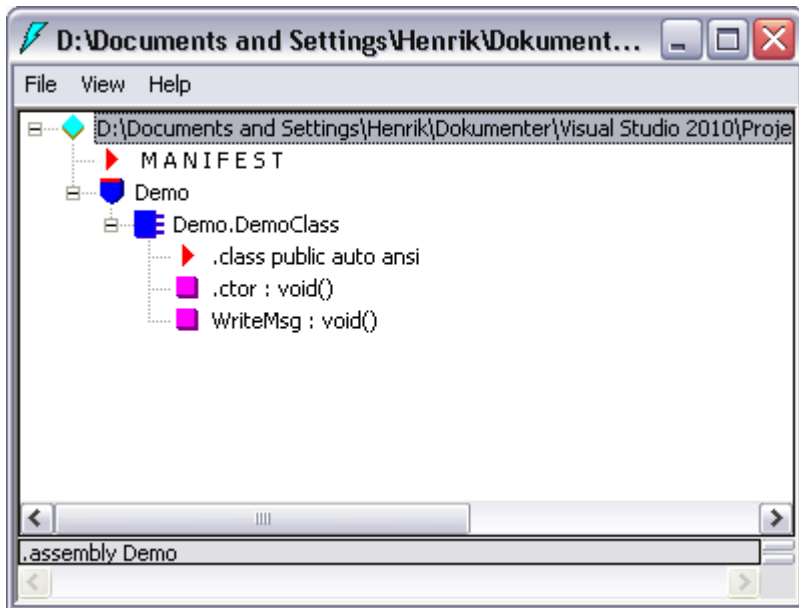 D:\Documents and Settings\Henrik\Dokument...
File View Help
D:\Documents and Settings\Henrik\Dokumenter\Visual Studio 2010\Proje
MANIFEST
Demo
Demo.DemoClass
.class public auto ansi
.ctor : void()
WriteMsg : void()
.assembly Demo